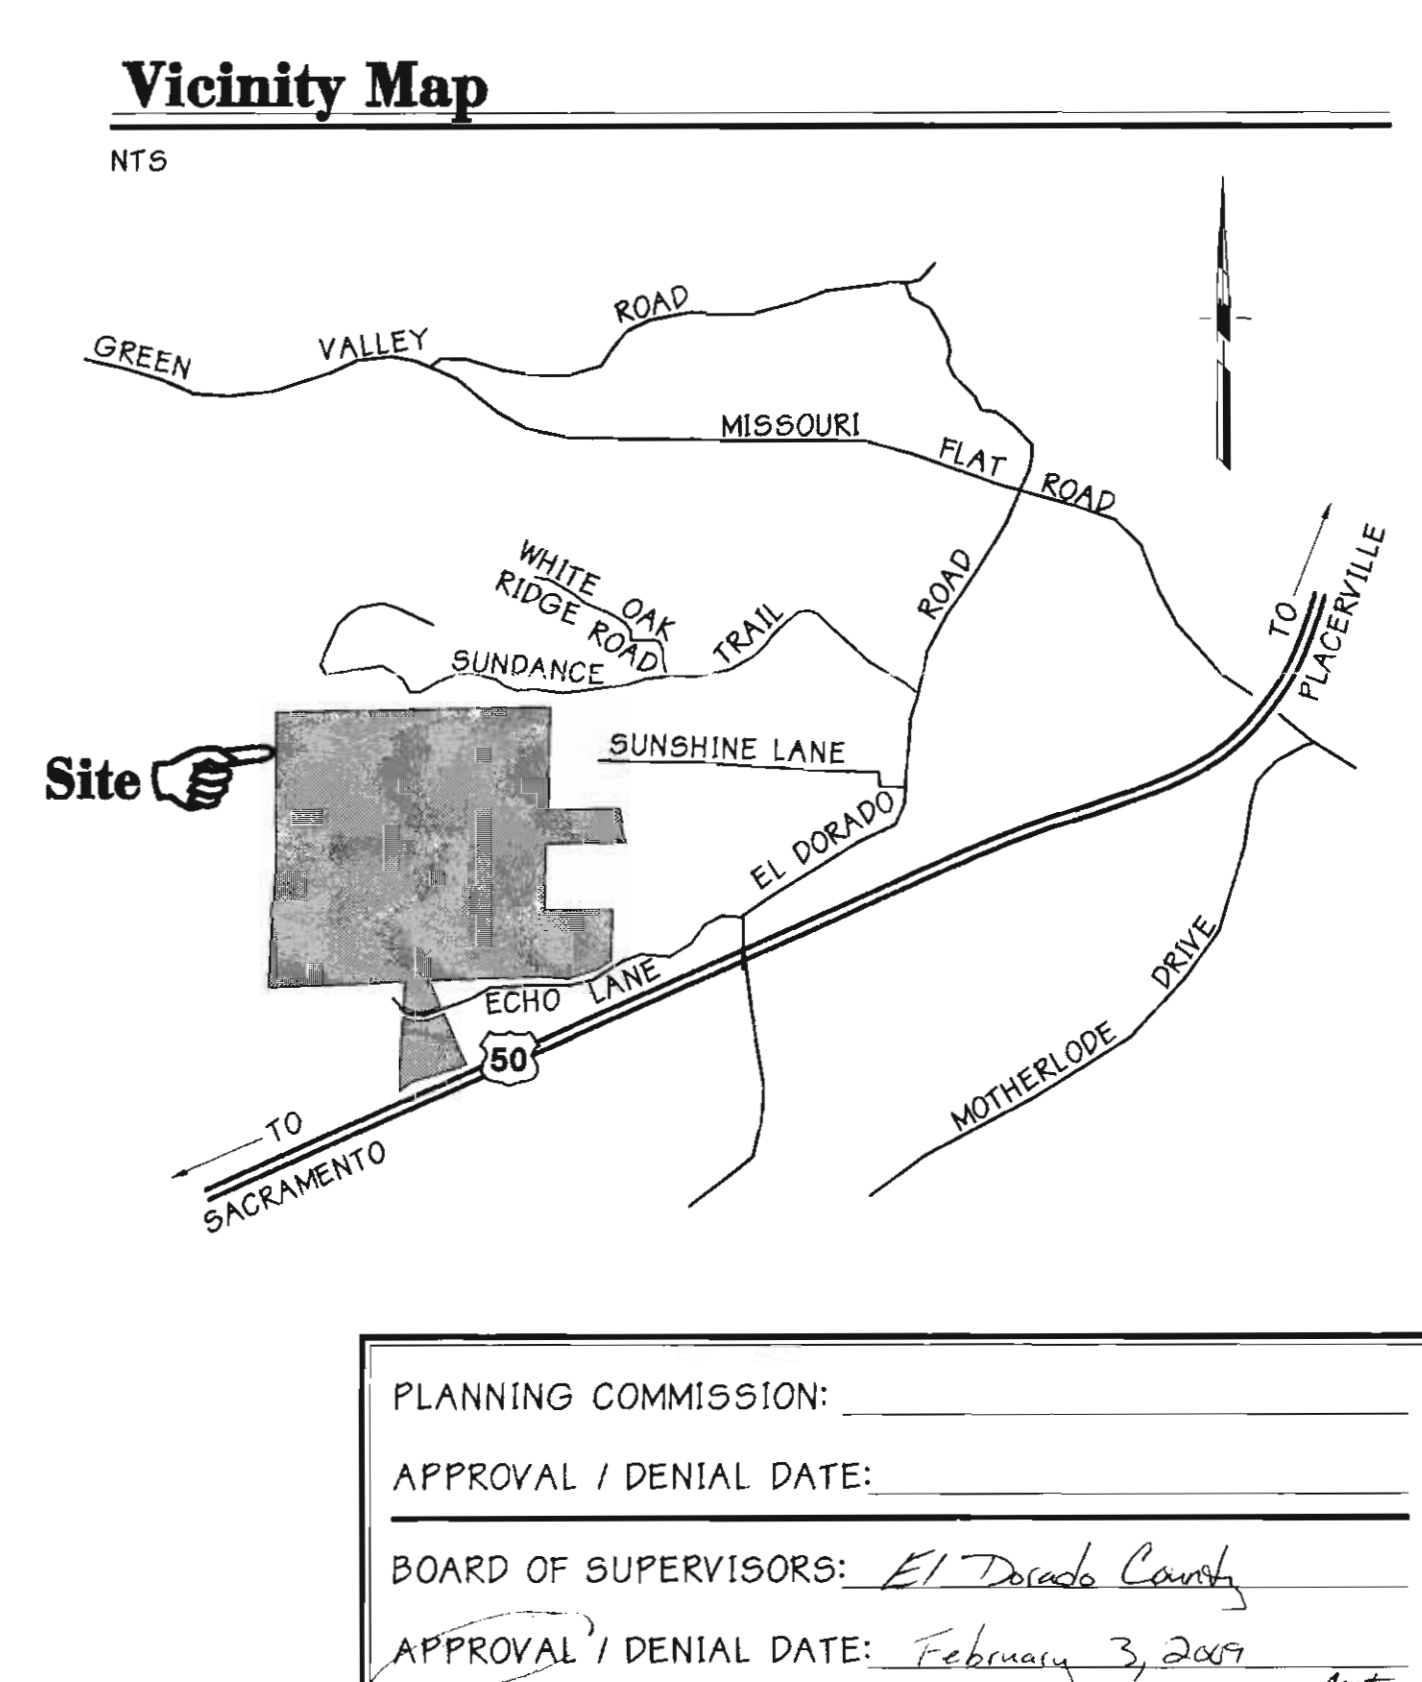 Vicinity Map
NTS
GREEN VALLEY ROAD
MISSOURI FLAT ROAD
WHITE OAK
RIDGE ROAD
SUNDANCE TRAIL
EL DORADO ROAD
TO
PLACERVILLE
Site
SUNSHINE LANE
ECHO LANE
50
MOTHERLODE DRIVE
TO
SACRAMENTO
PLANNING COMMISSION:
APPROVAL / DENIAL DATE:
BOARD OF SUPERVISORS: El Dorado County
APPROVAL / DENIAL DATE: February 3, 2009